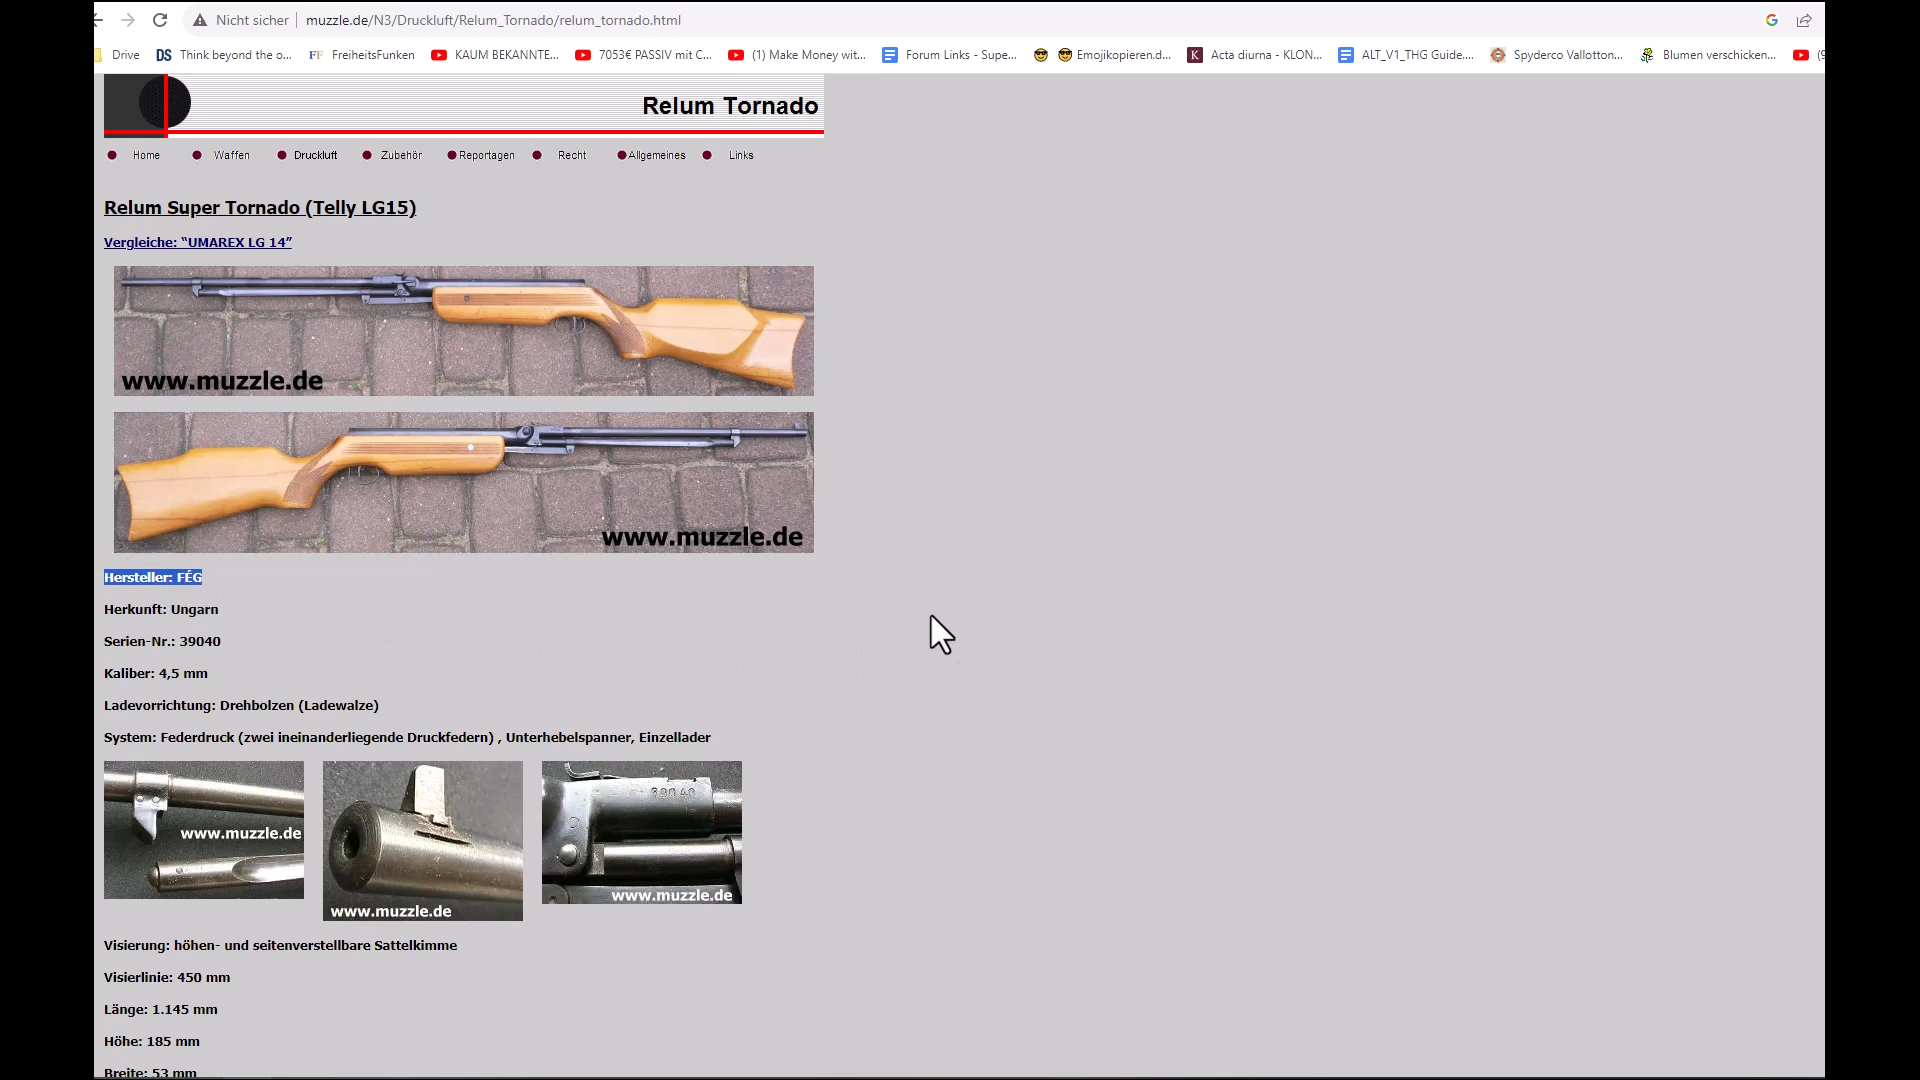 Nicht sicher muzzle.de/N3/Druckluft/Relum_Tornado/relum_tornado.html
Drive DS Think beyond the o... FF FreiheitsFunken KAUM BEKANNTE... 7053€ PASSIV mit C... (1) Make Money wit... Forum Links - Supe... Emojikopieren.d... K Acta diurna - KLON... ALT_V1_THG Guide.... Spyderco Vallotton... Blumen verschicken...
Relum Tornado
Home Waffen Druckluft Zubehör Reportagen Recht Allgemeines Links
Relum Super Tornado (Telly LG15)
Vergleiche: “UMAREX LG 14”
www.muzzle.de
www.muzzle.de
Hersteller: FÉG
Herkunft: Ungarn
Serien-Nr.: 39040
Kaliber: 4,5 mm
Ladevorrichtung: Drehbolzen (Ladewalze)
System: Federdruck (zwei ineinanderliegende Druckfedern) , Unterhebelspanner, Einzellader
39040
www.muzzle.de
www.muzzle.de
www.muzzle.de
Visierung: höhen- und seitenverstellbare Sattelkimme
Visierlinie: 450 mm
Länge: 1.145 mm
Höhe: 185 mm
Breite: 53 mm